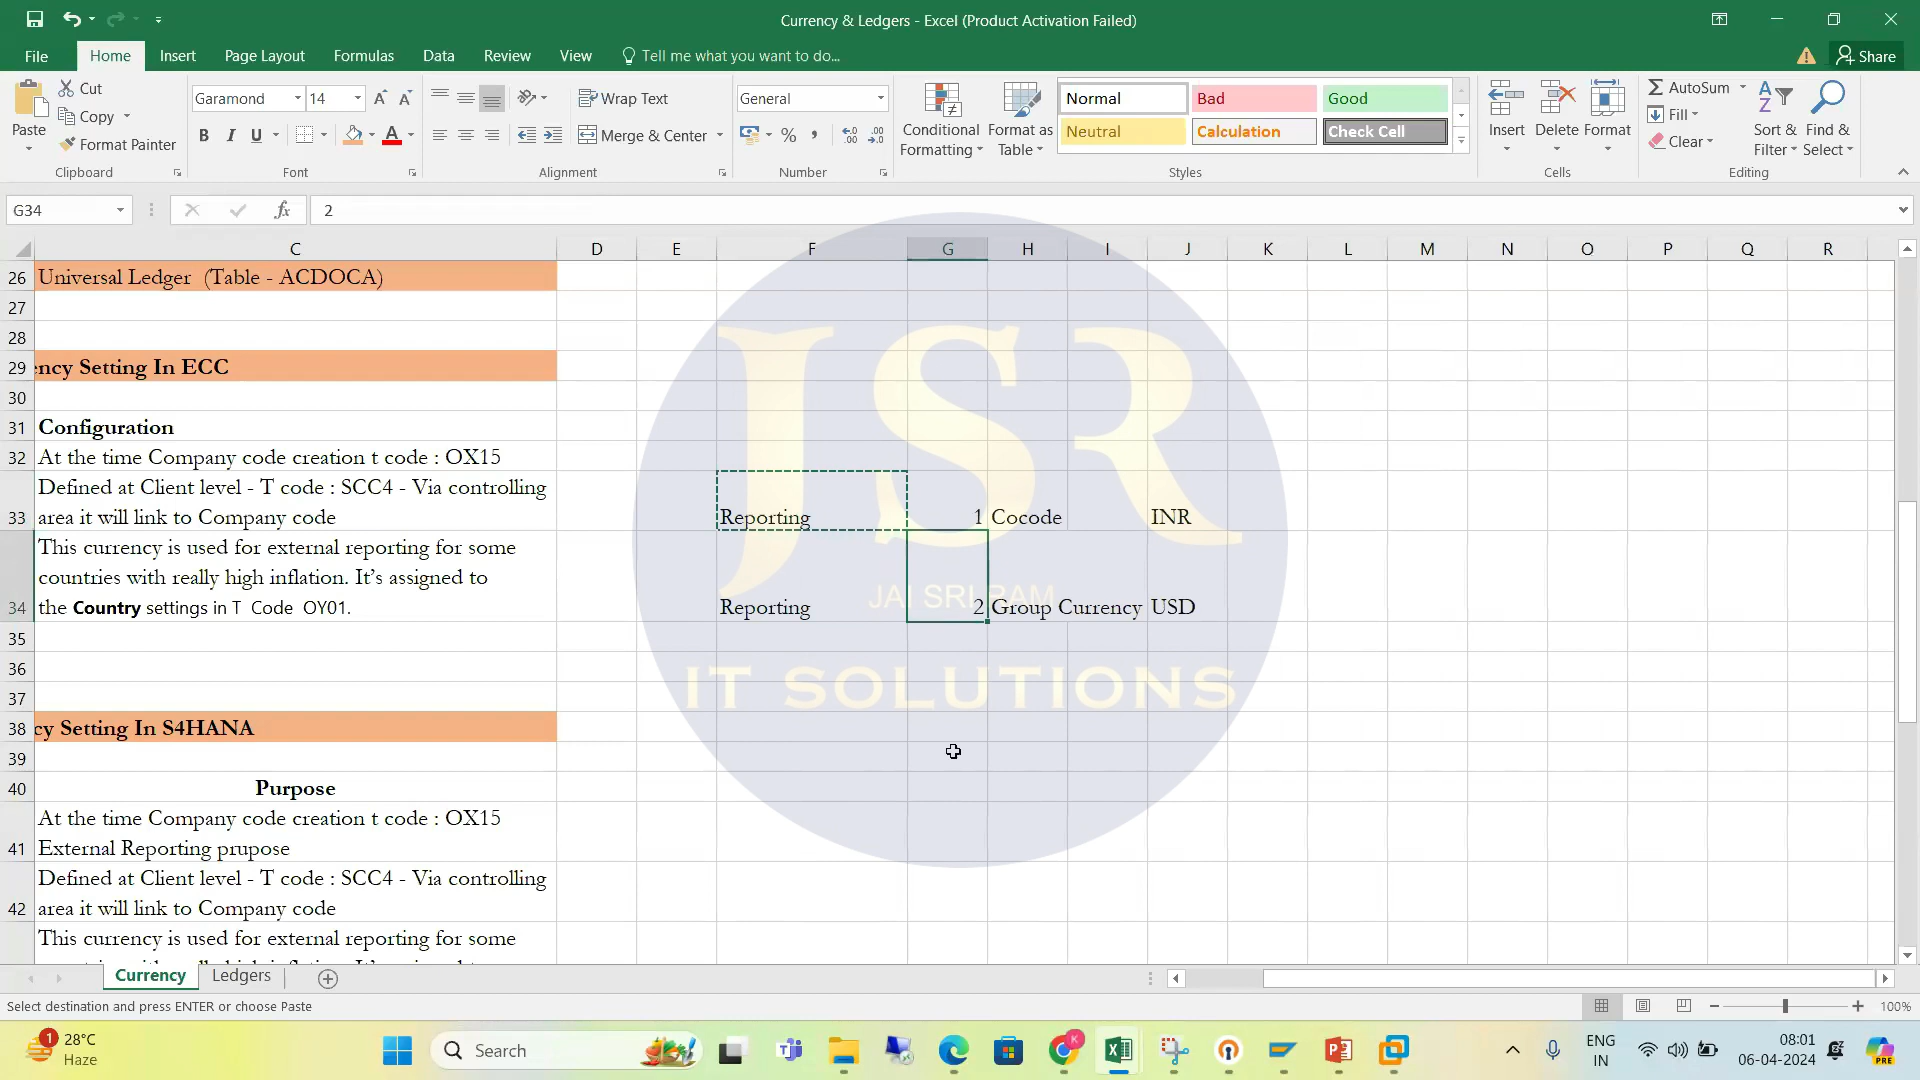 Currency & Ledgers - Excel (Product Activation Failed)
File Home Insert Page Layout Formulas Data Review View Tell me what you want to do... Share
Paste
Cut
Copy
Format Painter
Garamond 14
B I U
Wrap Text
Merge & Center
General
%
Conditional Formatting
Format as Table
Normal Bad Good
Neutral Calculation Check Cell
Insert Delete Format
AutoSum
Fill
Clear
Sort & Filter
Find & Select
Clipboard Font Alignment Number Styles Cells Editing
G34 fx 2
C D E F G H I J K L M N O P Q R
26 Universal Ledger (Table - ACDOCA)
27
28
29 ency Setting In ECC
30
31 Configuration
32 At the time Company code creation t code : OX15
Defined at Client level - T code : SCC4 - Via controlling
33 area it will link to Company code Reporting 1 Cocode INR
This currency is used for external reporting for some
countries with really high inflation. It’s assigned to
34 the Country settings in T Code OY01. Reporting 2 Group Currency USD
35
36
37
38 cy Setting In S4HANA
39
40 Purpose
At the time Company code creation t code : OX15
41 External Reporting prupose
Defined at Client level - T code : SCC4 - Via controlling
42 area it will link to Company code
This currency is used for external reporting for some
JSR
JAI SRI RAM
IT SOLUTIONS
Currency Ledgers
Select destination and press ENTER or choose Paste
100%
1
28°C
Haze
Search
ENG
IN
08:01
06-04-2024
PRE